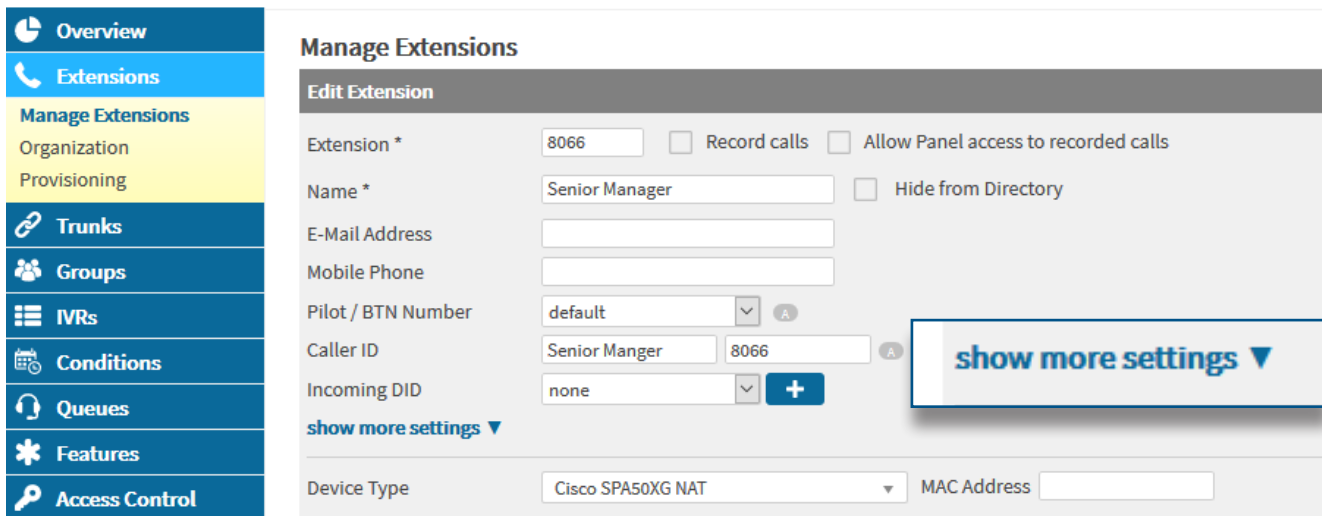 Overview
Extensions
Manage Extensions
Organization
Provisioning
Trunks
Groups
IVRs
Conditions
Queues
Features
Access Control
Manage Extensions
Edit Extension
Extension * 8066 Record calls Allow Panel access to recorded calls
Name * Senior Manager Hide from Directory
E-Mail Address
Mobile Phone
Pilot / BTN Number default A
Caller ID Senior Manger 8066 A
Incoming DID none +
show more settings ▼
show more settings ▼
Device Type Cisco SPA50XG NAT MAC Address